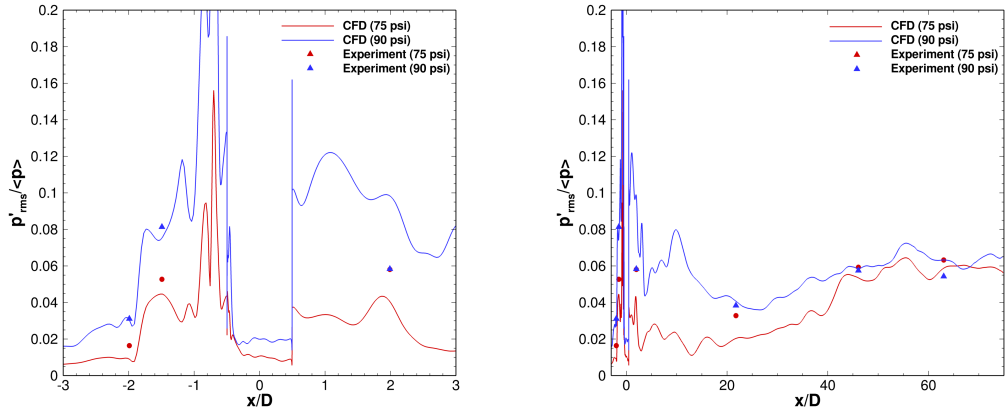 0.2
0.18
0.16
0.14
0.12
0.1
0.08
0.06
0.04
0.02
0
p'rms/<p>
-3 -2 -1 0 1 2 3
x/D
CFD (75 psi)
CFD (90 psi)
Experiment (75 psi)
Experiment (90 psi)
0.2
0.18
0.16
0.14
0.12
0.1
0.08
0.06
0.04
0.02
0
p'rms/<p>
0 20 40 60
x/D
CFD (75 psi)
CFD (90 psi)
Experiment (75 psi)
Experiment (90 psi)